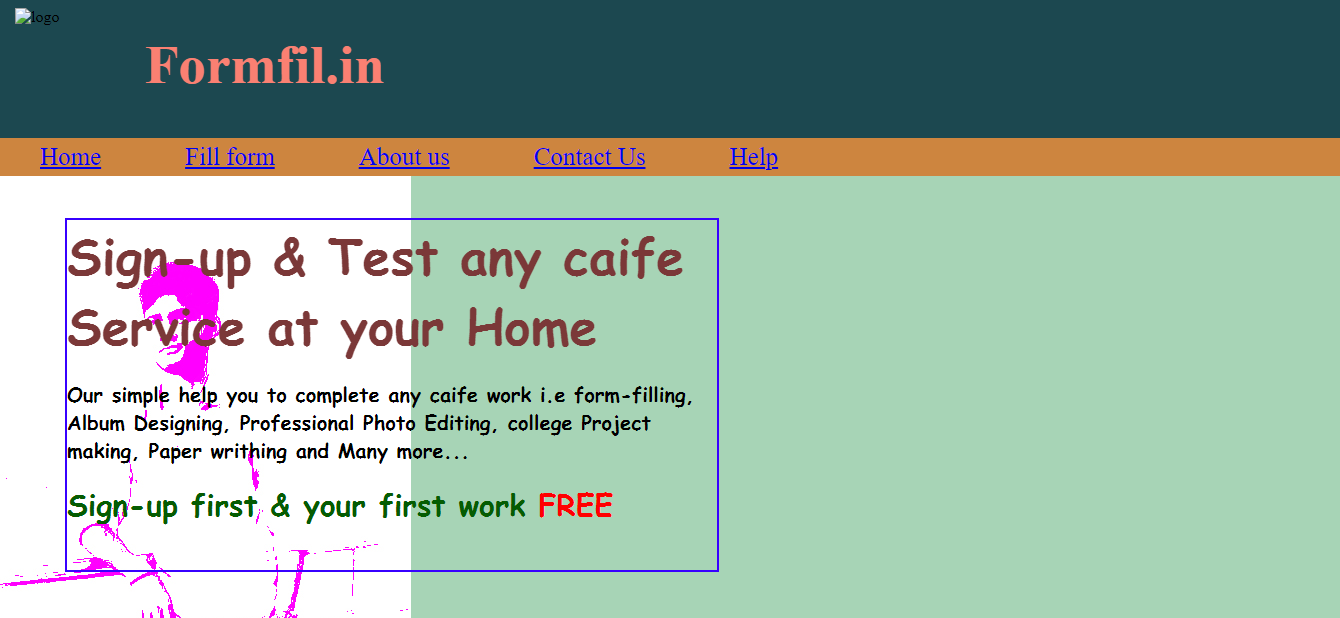 logo
Formfil.in
Home Fill form About us Contact Us Help
Sign-up & Test any caife
Service at your Home
Our simple help you to complete any caife work i.e form-filling,
Album Designing, Professional Photo Editing, college Project
making, Paper writhing and Many more...
Sign-up first & your first work FREE